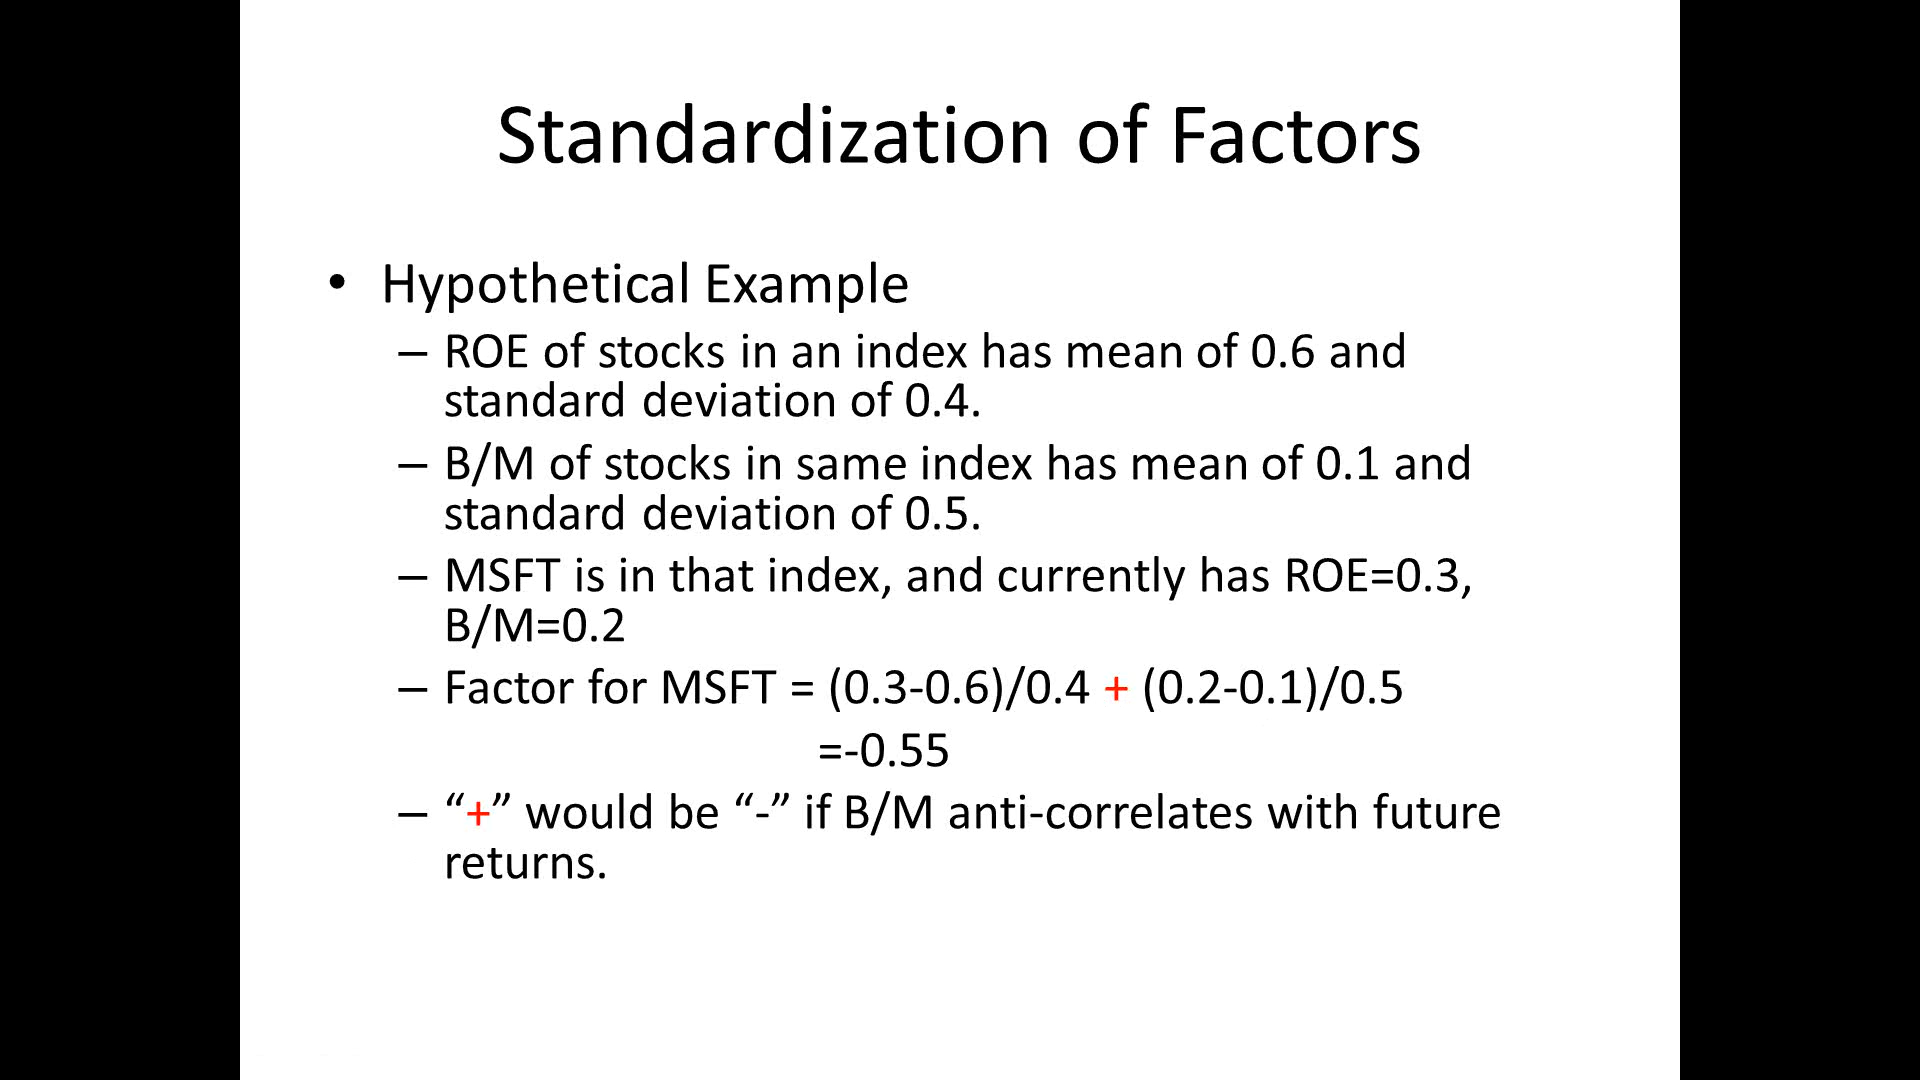 Standardization of Factors
• Hypothetical Example
– ROE of stocks in an index has mean of 0.6 and
standard deviation of 0.4.
– B/M of stocks in same index has mean of 0.1 and
standard deviation of 0.5.
– MSFT is in that index, and currently has ROE=0.3,
B/M=0.2
– Factor for MSFT = (0.3-0.6)/0.4 + (0.2-0.1)/0.5
=-0.55
– “+” would be “-” if B/M anti-correlates with future
returns.